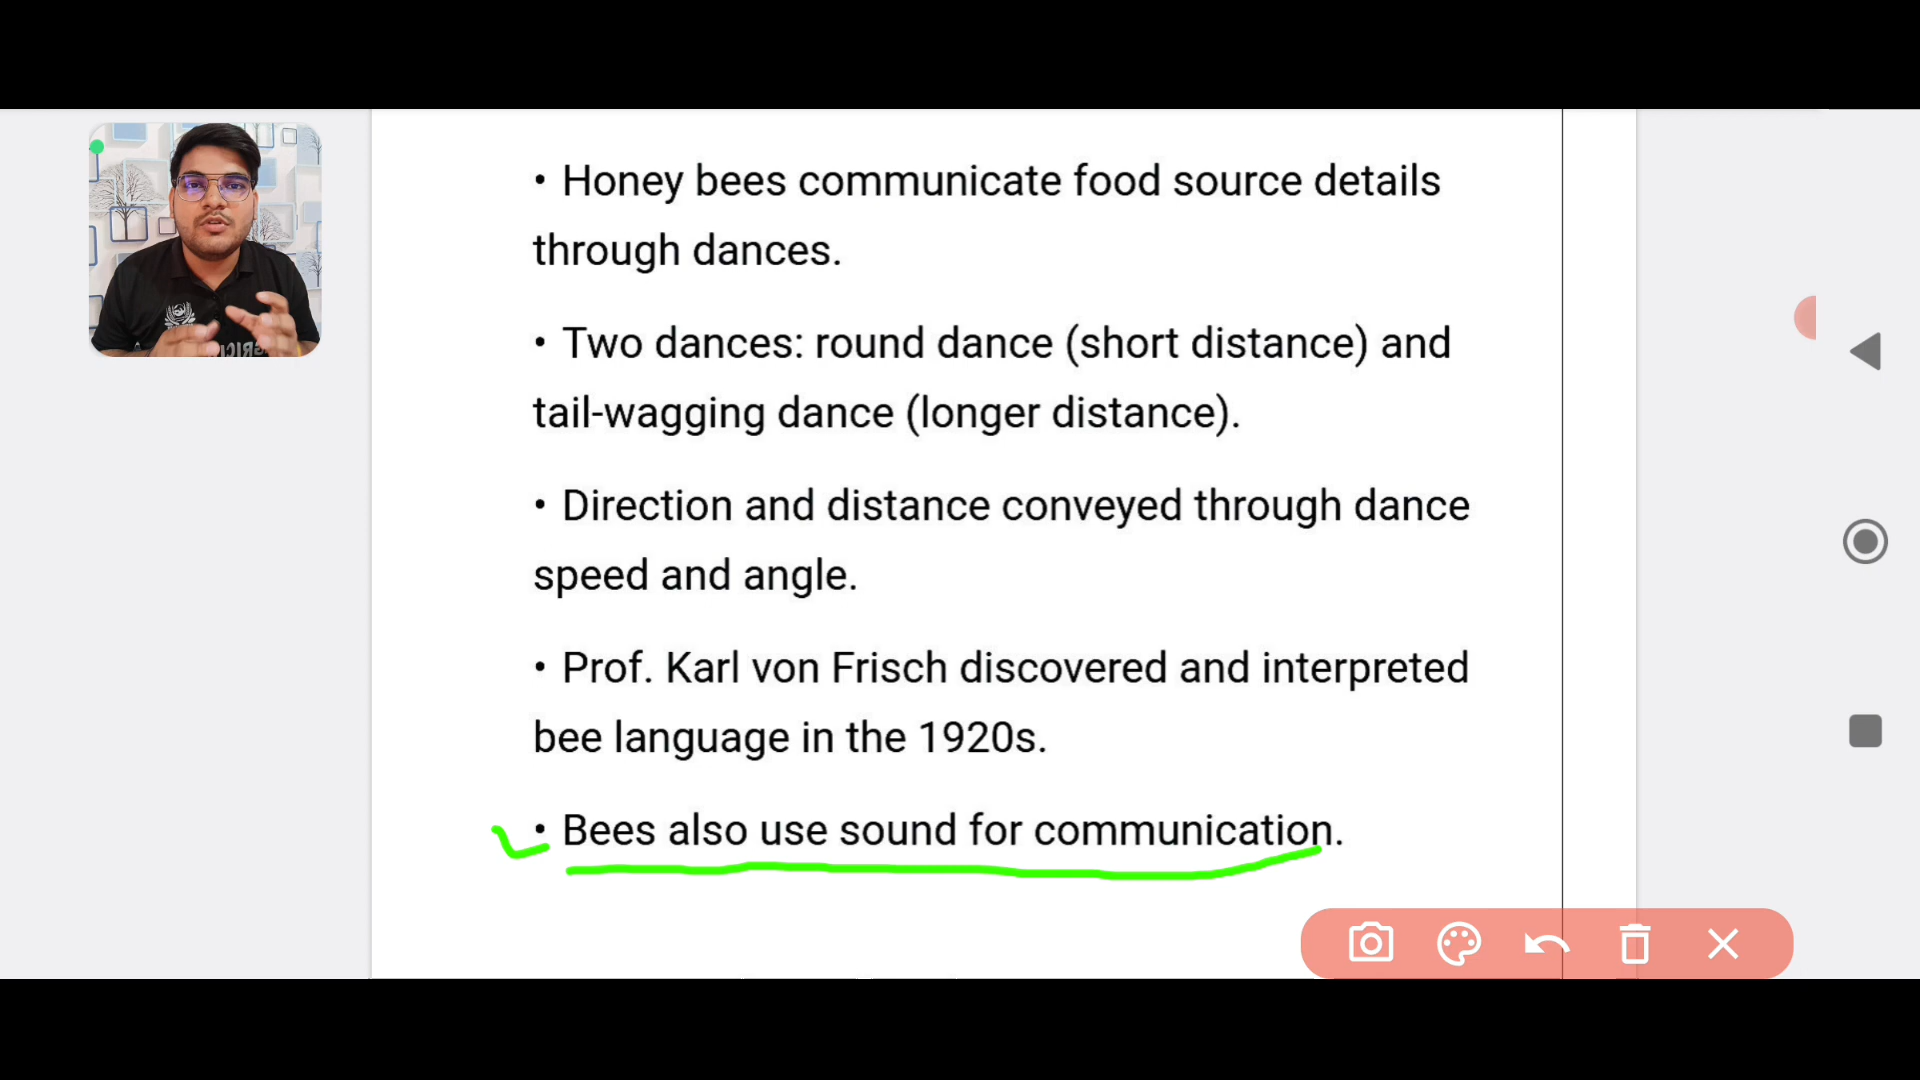 • Honey bees communicate food source details
through dances.
• Two dances: round dance (short distance) and
tail-wagging dance (longer distance).
• Direction and distance conveyed through dance
speed and angle.
• Prof. Karl von Frisch discovered and interpreted
bee language in the 1920s.
• Bees also use sound for communication.